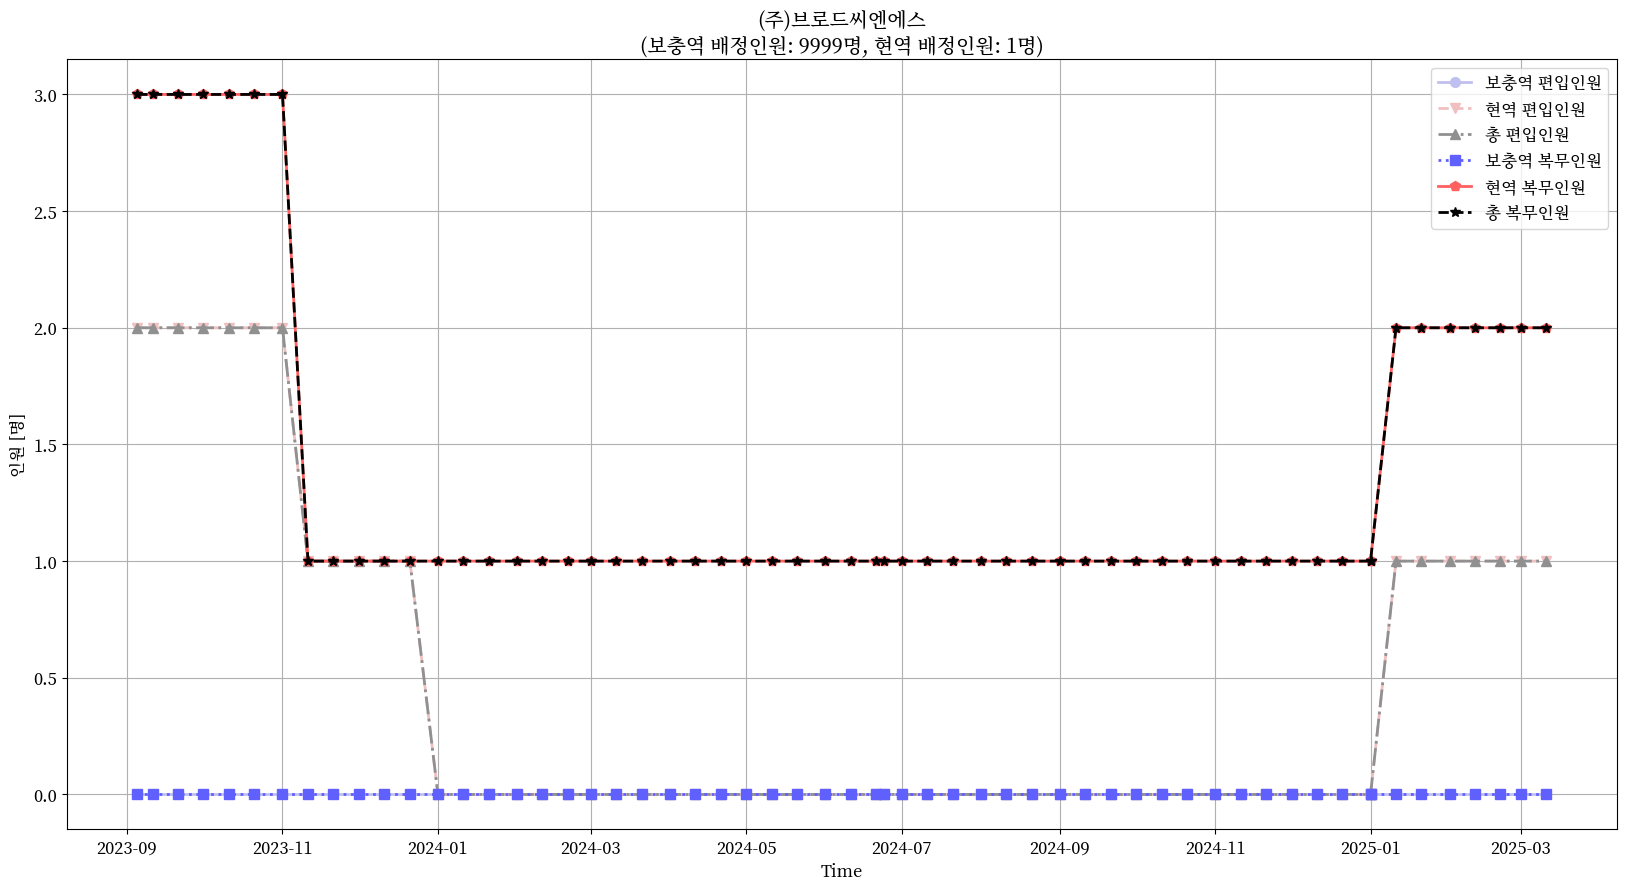 (주)브로드씨엔에스
(보충역 배정인원: 9999명, 현역 배정인원: 1명)
보충역 편입인원
현역 편입인원
총 편입인원
보충역 복무인원
현역 복무인원
총 복무인원
인원 [명]
3.0
2.5
2.0
1.5
1.0
0.5
0.0
2023-09 2023-11 2024-01 2024-03 2024-05 2024-07 2024-09 2024-11 2025-01 2025-03
Time